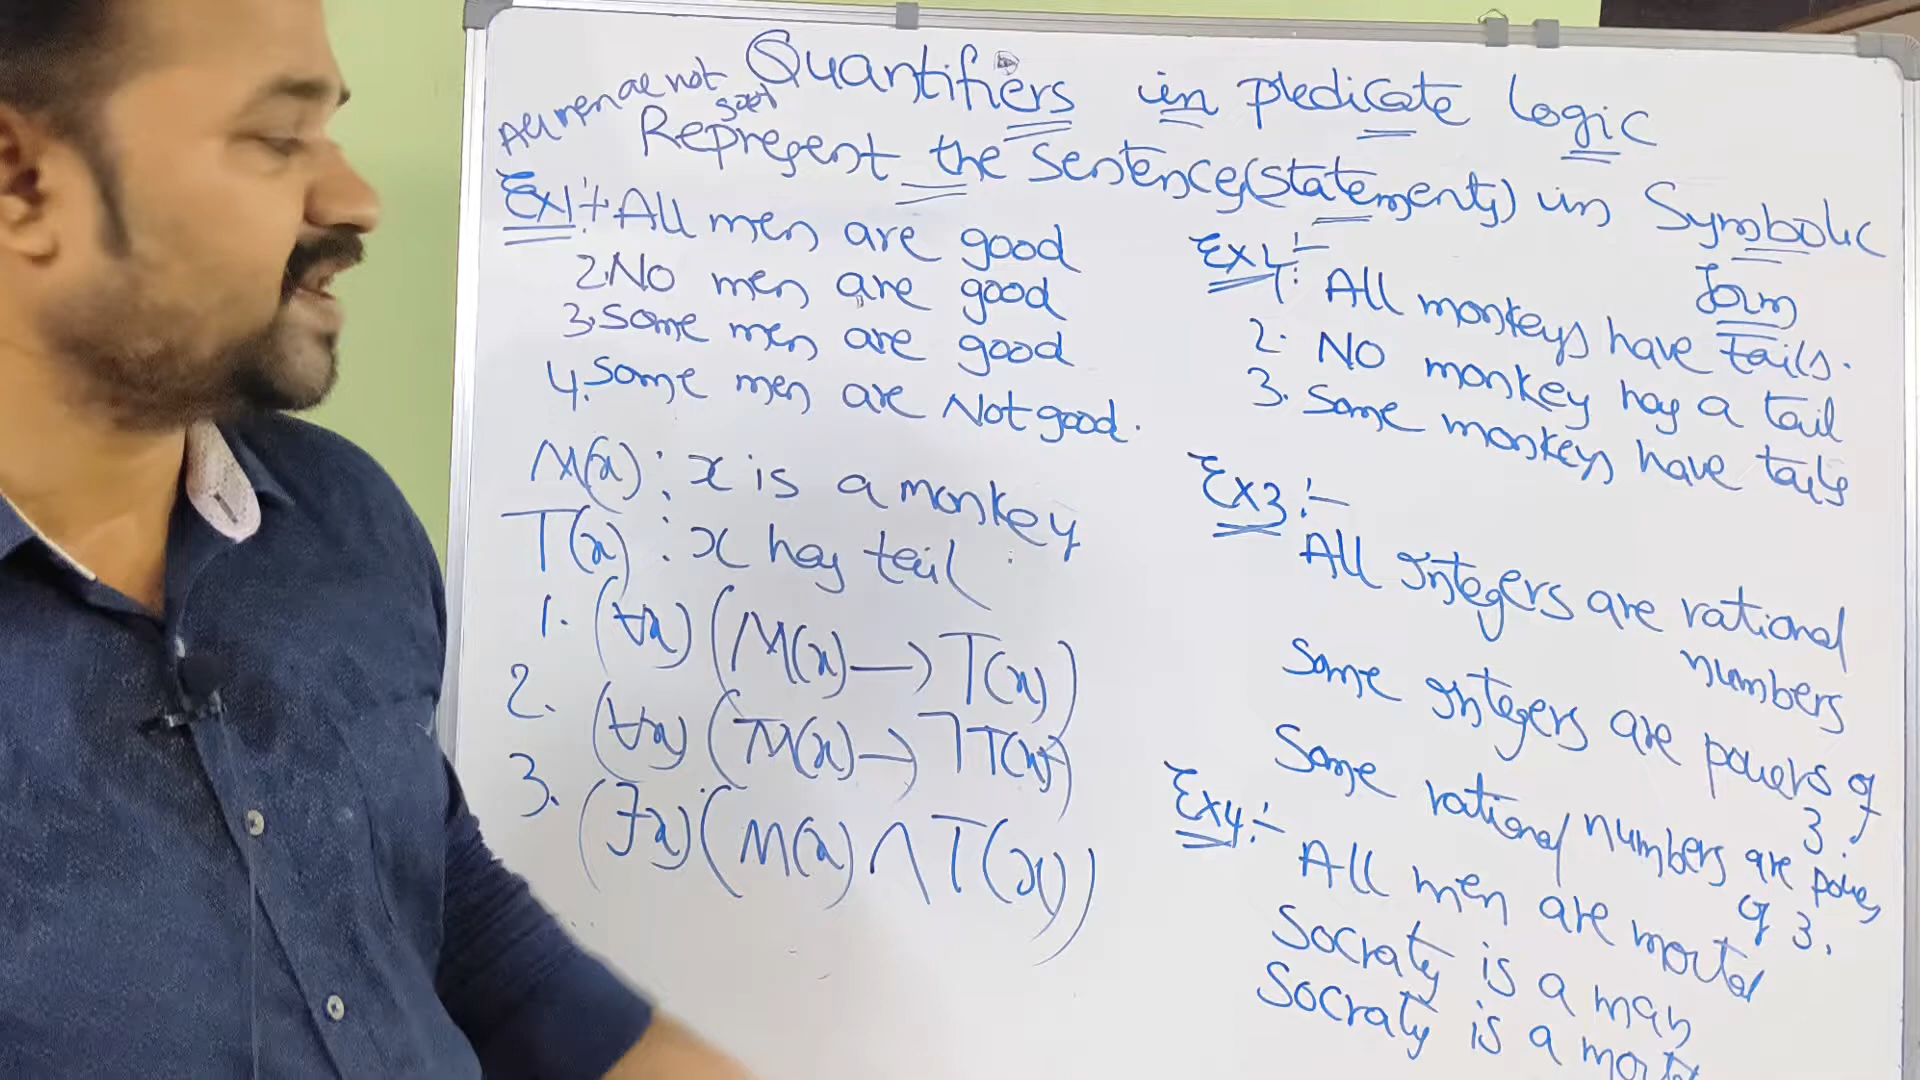 Quantifiers in predicate logic
All men are not
good
Represent the Sentences(statements) in Symbolic
form
Ex1:- 1. All men are good
2. No men are good
3. Some men are good
4. Some men are Not good.
M(x) : x is a monkey
T(x) : x has tail
1. (∀x) (M(x) → T(x))
2. (∀x) (M(x) → ¬T(x))
3. (∃x) (M(x) ∧ T(x))
1. All monkeys have tails.
2. No monkey has a tail
3. Some monkeys have tails
Ex3:-
All Integers are rational
numbers
Some Integers are powers of
3.
Some rational numbers are powers
of 3.
Ex4:-
All men are mortal
Socrates is a man
Socrates is a